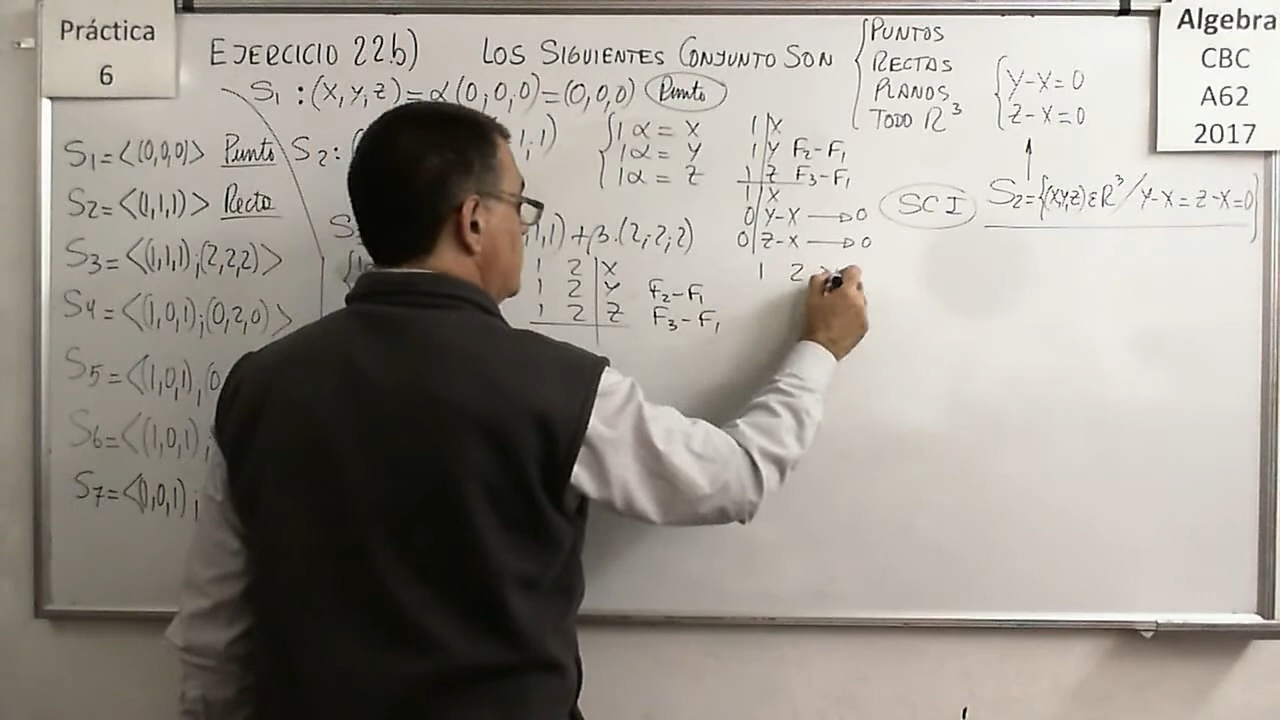 Práctica
6
Algebra
CBC
A62
2017
EJERCICIO 22b) LOS SIGUIENTES CONJUNTO SON
PUNTOS
RECTAS
PLANOS
TODO R³
S₁ : (X, Y, Z) = α(0,0,0) = (0,0,0) Punto
S₁ = <(0,0,0)> Punto
S₂ = <(1,1,1)> Recta
S₃ = <(1,1,1);(2,2,2)>
S₄ = <(1,0,1);(0,2,0)>
S₅ = <(1,0,1),(0
S₆ = <(1,0,1);
S₇ = <(0,0,1);
S₂ : ,1)
1α = X
1α = Y
1α = Z
1 | X
1 | Y F₂-F₁
1 | Z F₃-F₁
1 | X
0 | Y-X → 0
0 | Z-X → 0
SCI
Y-X=0
Z-X=0
S₂={(X,Y,Z) ε R³ / Y-X=Z-X=0}
,1) + β.(2;2;2)
1 2 | X
1 2 | Y F₂-F₁
1 2 | Z F₃-F₁
1 2